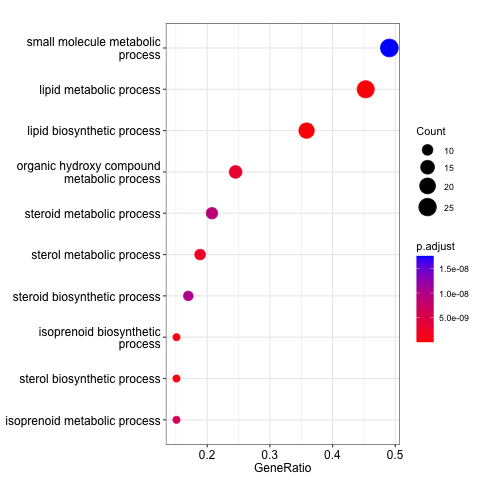 small molecule metabolic
process
lipid metabolic process
lipid biosynthetic process
organic hydroxy compound
metabolic process
steroid metabolic process
sterol metabolic process
steroid biosynthetic process
isoprenoid biosynthetic
process
sterol biosynthetic process
isoprenoid metabolic process
0.2 0.3 0.4 0.5
GeneRatio
Count
10
15
20
25
p.adjust
1.5e-08
1.0e-08
5.0e-09